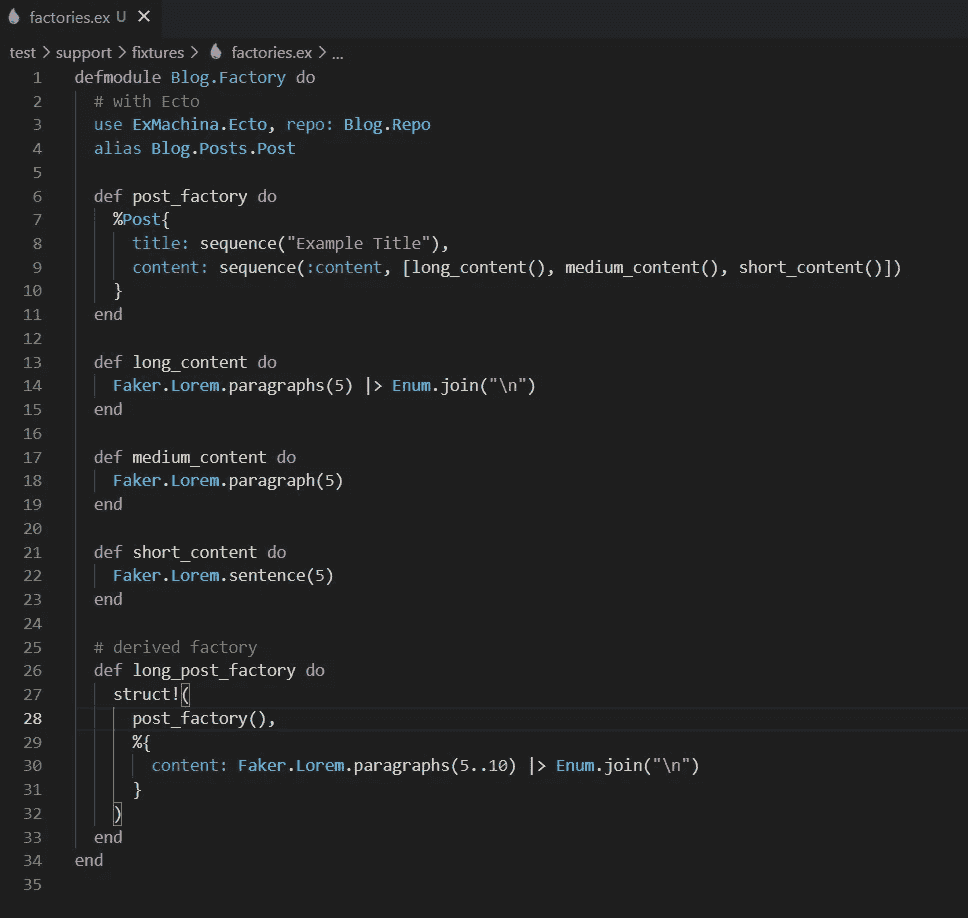 factories.ex U ✕
test > support > fixtures > factories.ex > ...
1 defmodule Blog.Factory do
2   # with Ecto
3   use ExMachina.Ecto, repo: Blog.Repo
4   alias Blog.Posts.Post
5
6   def post_factory do
7     %Post{
8       title: sequence("Example Title"),
9       content: sequence(:content, [long_content(), medium_content(), short_content()])
10     }
11   end
12
13   def long_content do
14     Faker.Lorem.paragraphs(5) |> Enum.join("\n")
15   end
16
17   def medium_content do
18     Faker.Lorem.paragraph(5)
19   end
20
21   def short_content do
22     Faker.Lorem.sentence(5)
23   end
24
25   # derived factory
26   def long_post_factory do
27     struct!(
28       post_factory(),
29       %{
30         content: Faker.Lorem.paragraphs(5..10) |> Enum.join("\n")
31       }
32     )
33   end
34 end
35